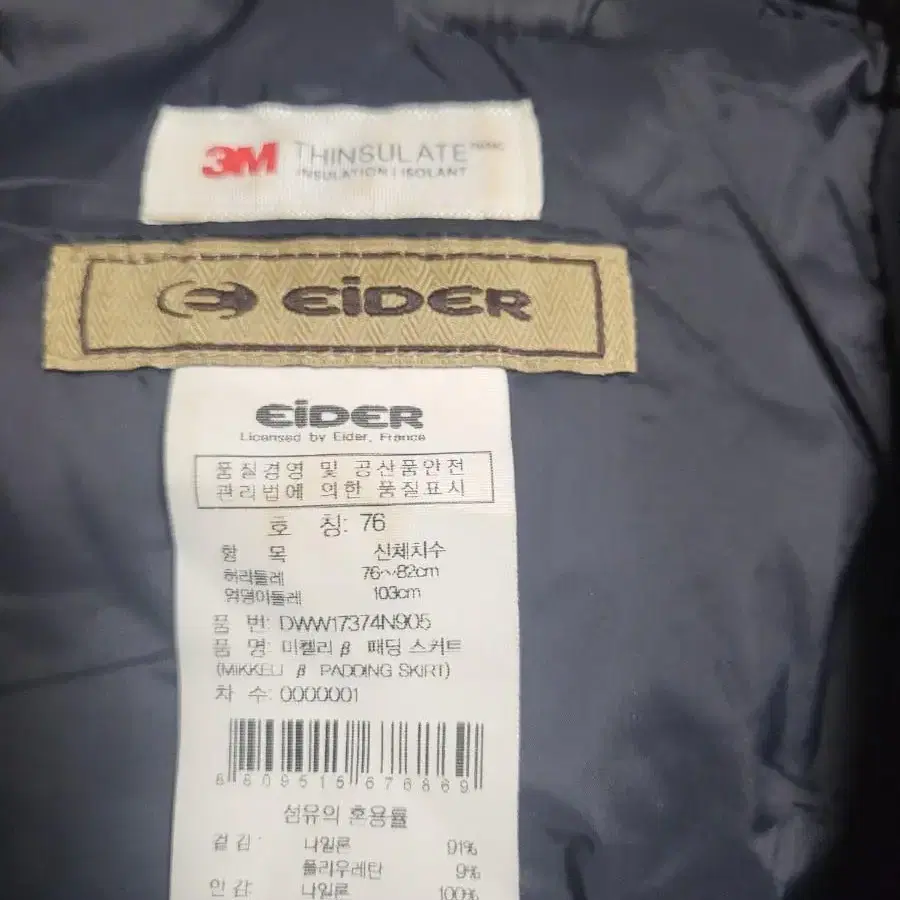 3M THINSULATE
INSULATION | ISOLANT
EiDER
EiDER
Licensed by Eider, France
품질경영 및 공산품안전
관리법에 의한 품질표시
호 칭: 76
항 목 신체치수
허리둘레 76~82cm
엉덩이둘레 103cm
품 번: DWW17374N905
품 명: 미켈리 β 패딩 스커트
(MIKKELI β PADDING SKIRT)
차 수: 0000001
8809515676869
섬유의 혼용률
겉감: 나일론 91%
폴리우레탄 9%
안감: 나일론 100%